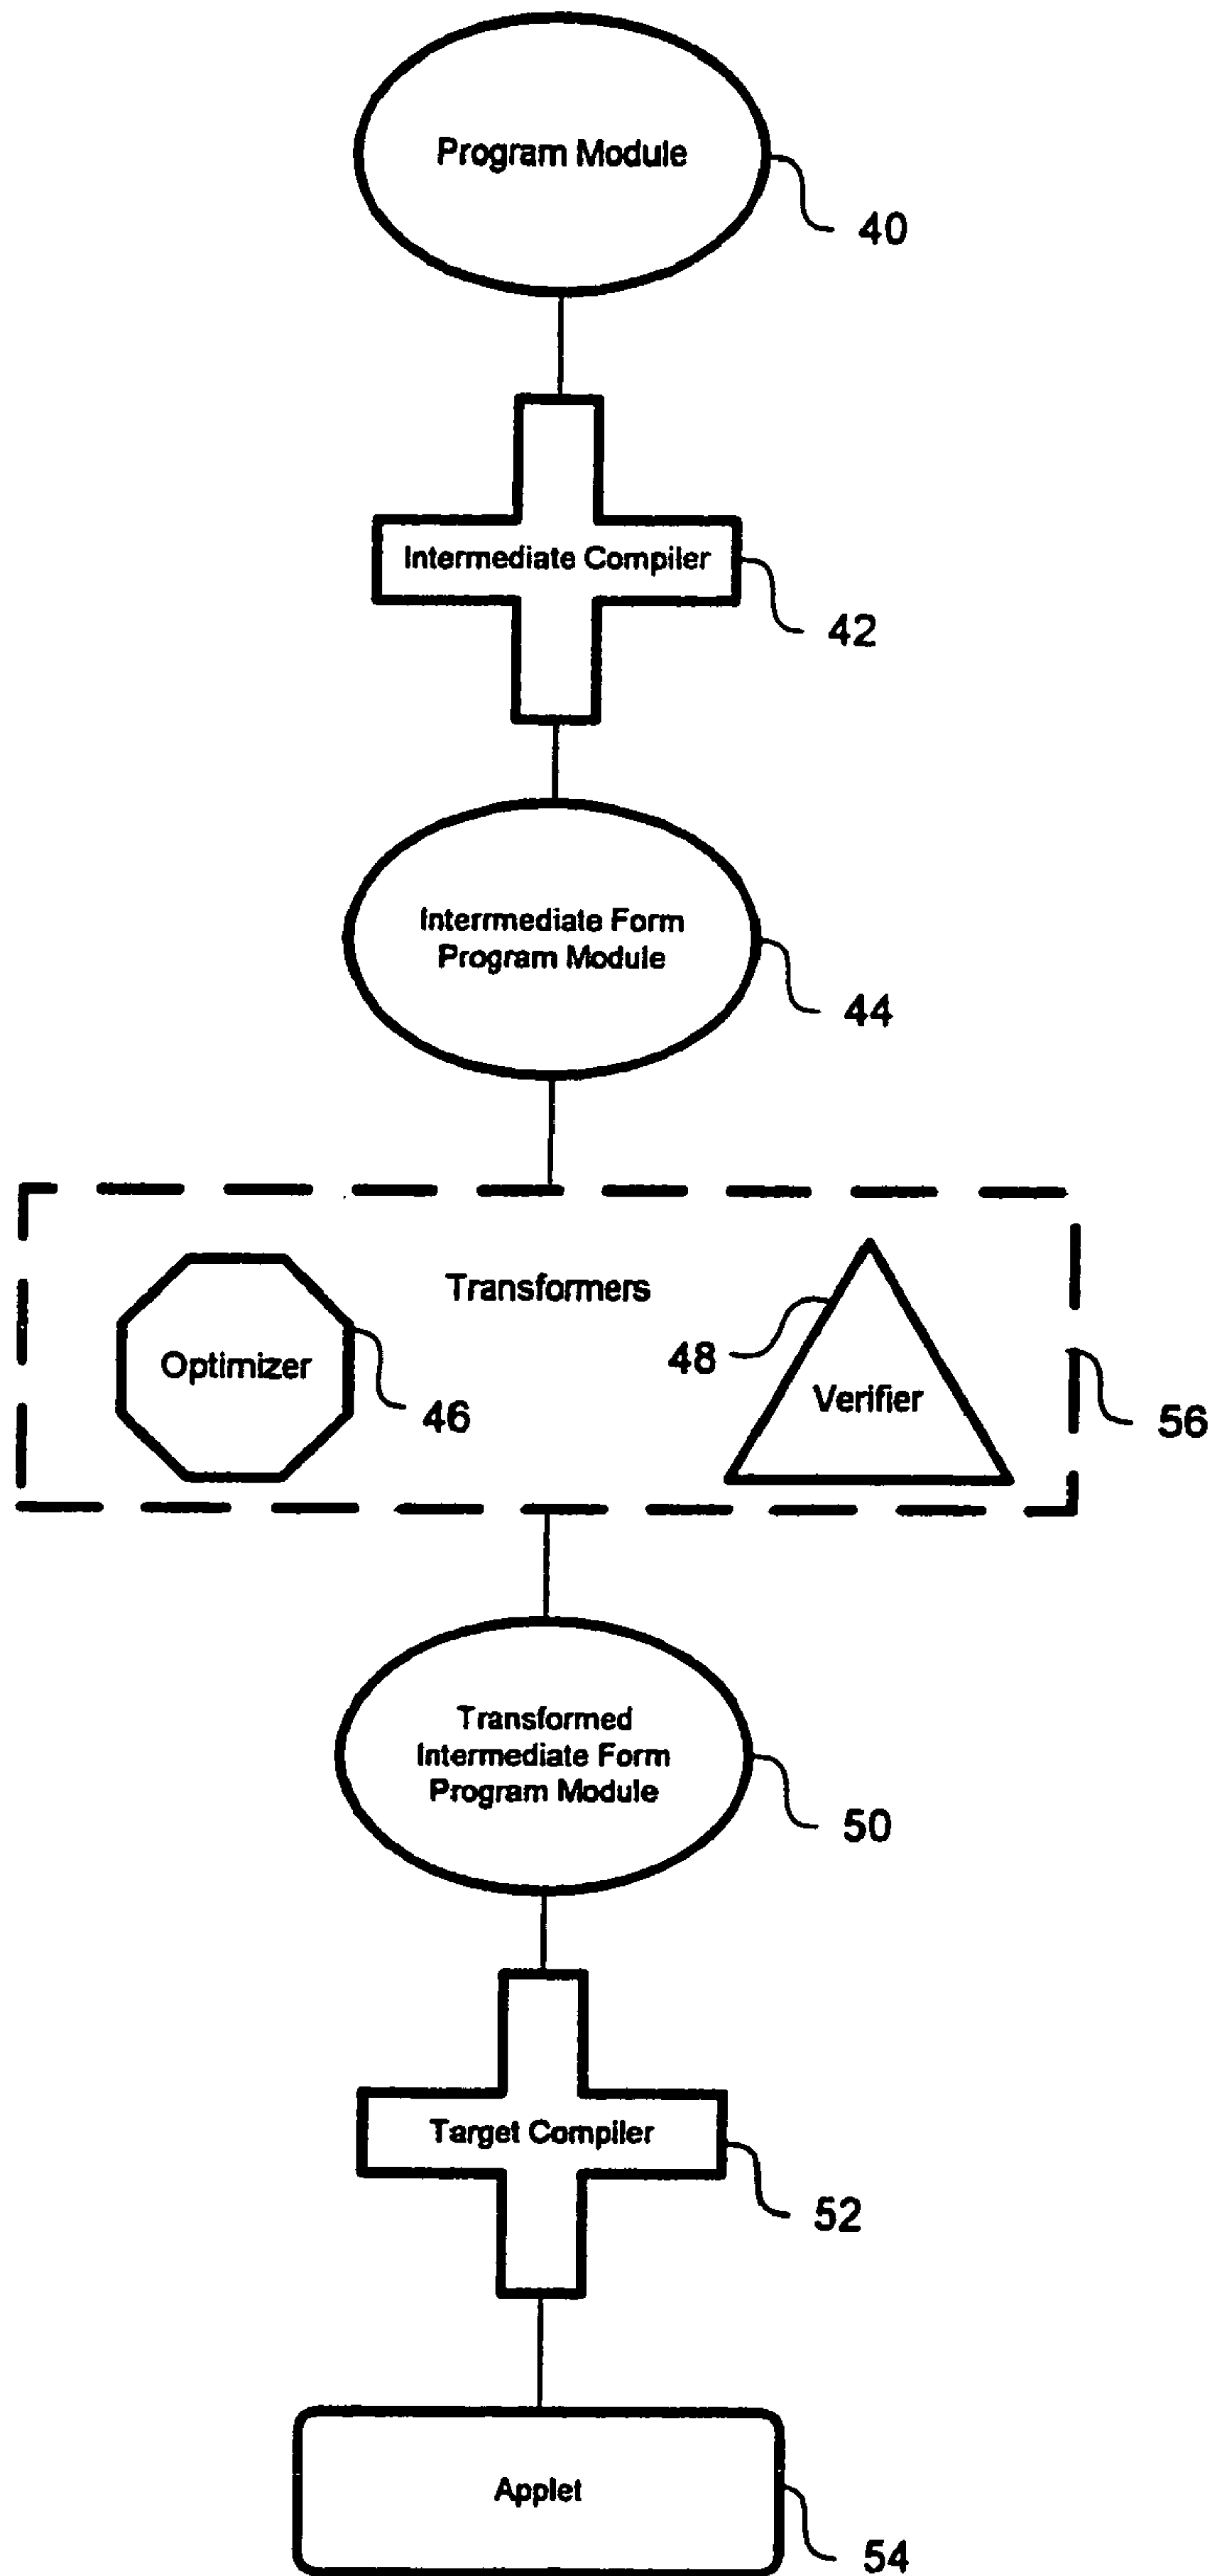 Program Module
40
Intermediate Compiler
42
Interrmediate Form
Program Module
44
Transformers
Optimizer
46
48
Verifier
56
Transformed
Intermediate Form
Program Module
50
Target Compiler
52
Applet
54